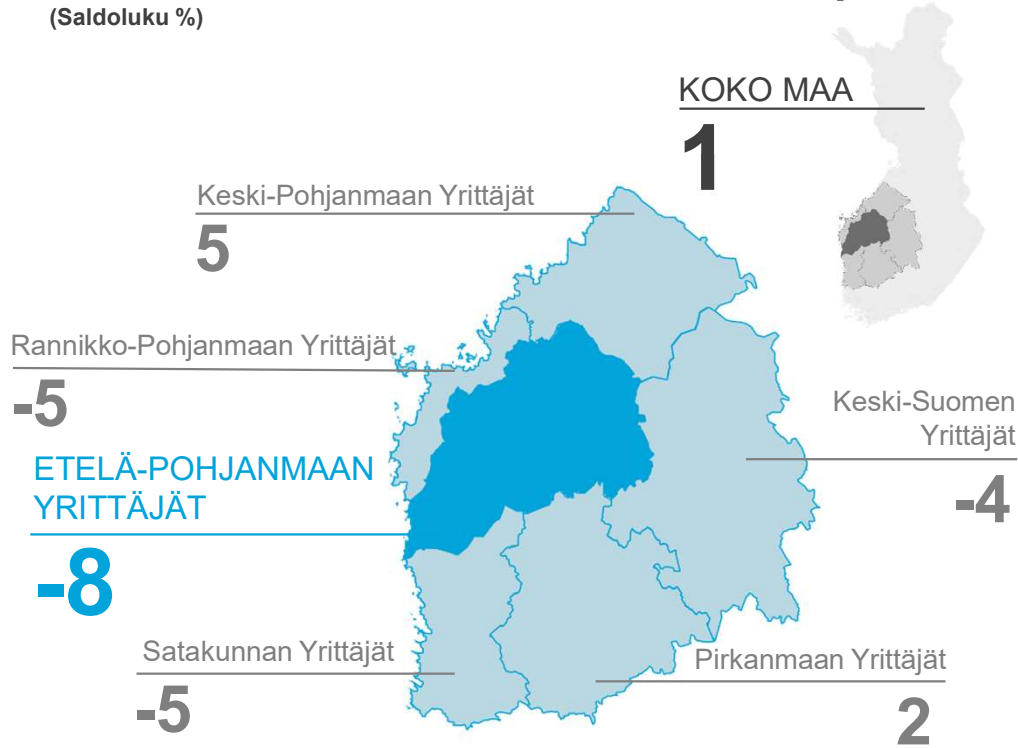 (Saldoluku %)
KOKO MAA
1
Keski-Pohjanmaan Yrittäjät
5
Rannikko-Pohjanmaan Yrittäjät
-5
Keski-Suomen
Yrittäjät
-4
ETELÄ-POHJANMAAN
YRITTÄJÄT
-8
Satakunnan Yrittäjät
-5
Pirkanmaan Yrittäjät
2